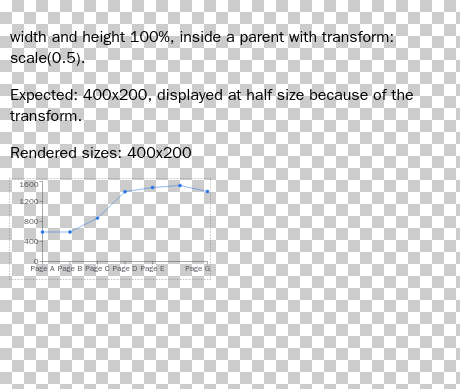 width and height 100%, inside a parent with transform:
scale(0.5).
Expected: 400x200, displayed at half size because of the
transform.
Rendered sizes: 400x200
1600
1200
800
400
0
Page A Page B Page C Page D Page E Page G